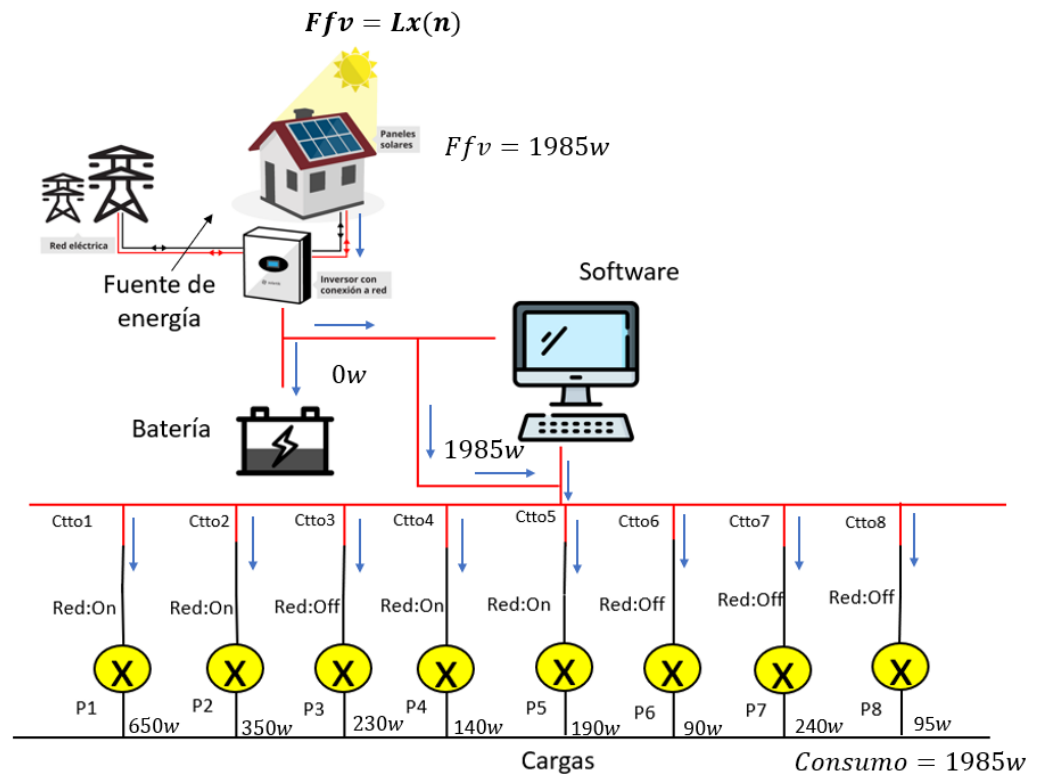 Ffv = Lx(n)
Paneles
solares
Ffv = 1985w
Red eléctrica
Fuente de
energía
Inversor con
conexión a red
Software
0w
Batería
1985w
Ctto1
Ctto2
Ctto3
Ctto4
Ctto5
Ctto6
Ctto7
Ctto8
Red:On
Red:On
Red:Off
Red:On
Red:On
Red:Off
Red:Off
Red:Off
X
X
X
X
X
X
X
X
P1
P2
P3
P4
P5
P6
P7
P8
650w
350w
230w
140w
190w
90w
240w
95w
Cargas
Consumo = 1985w